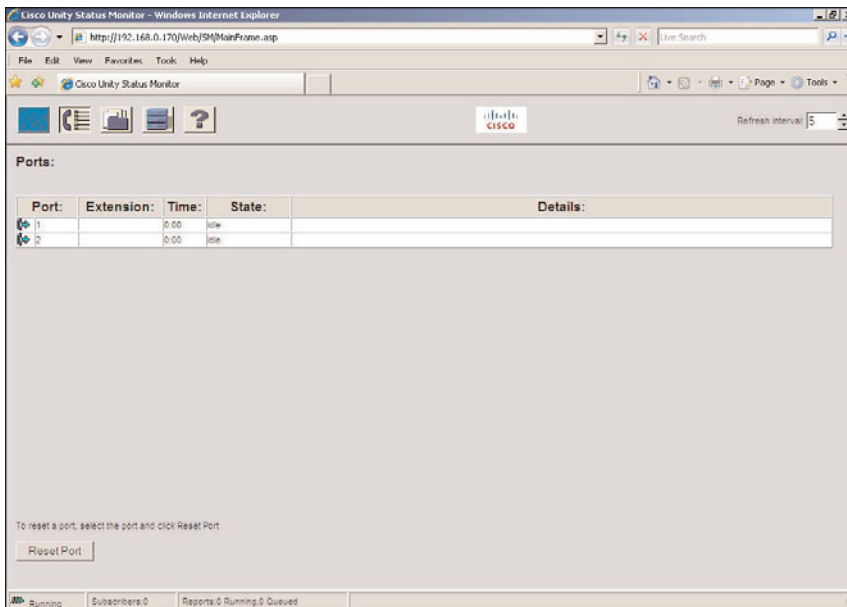 Cisco Unity Status Monitor - Windows Internet Explorer
http://192.168.0.170/Web/SM/MainFrame.asp
Live Search
File Edit View Favorites Tools Help
Cisco Unity Status Monitor
Page Tools
?
CISCO
Refresh interval: 5
Ports:
Port: Extension: Time: State: Details:
1 0:00 Idle
2 0:00 Idle
To reset a port, select the port and click Reset Port
Reset Port
Running Subscribers:0 Reports:0 Running,0 Queued